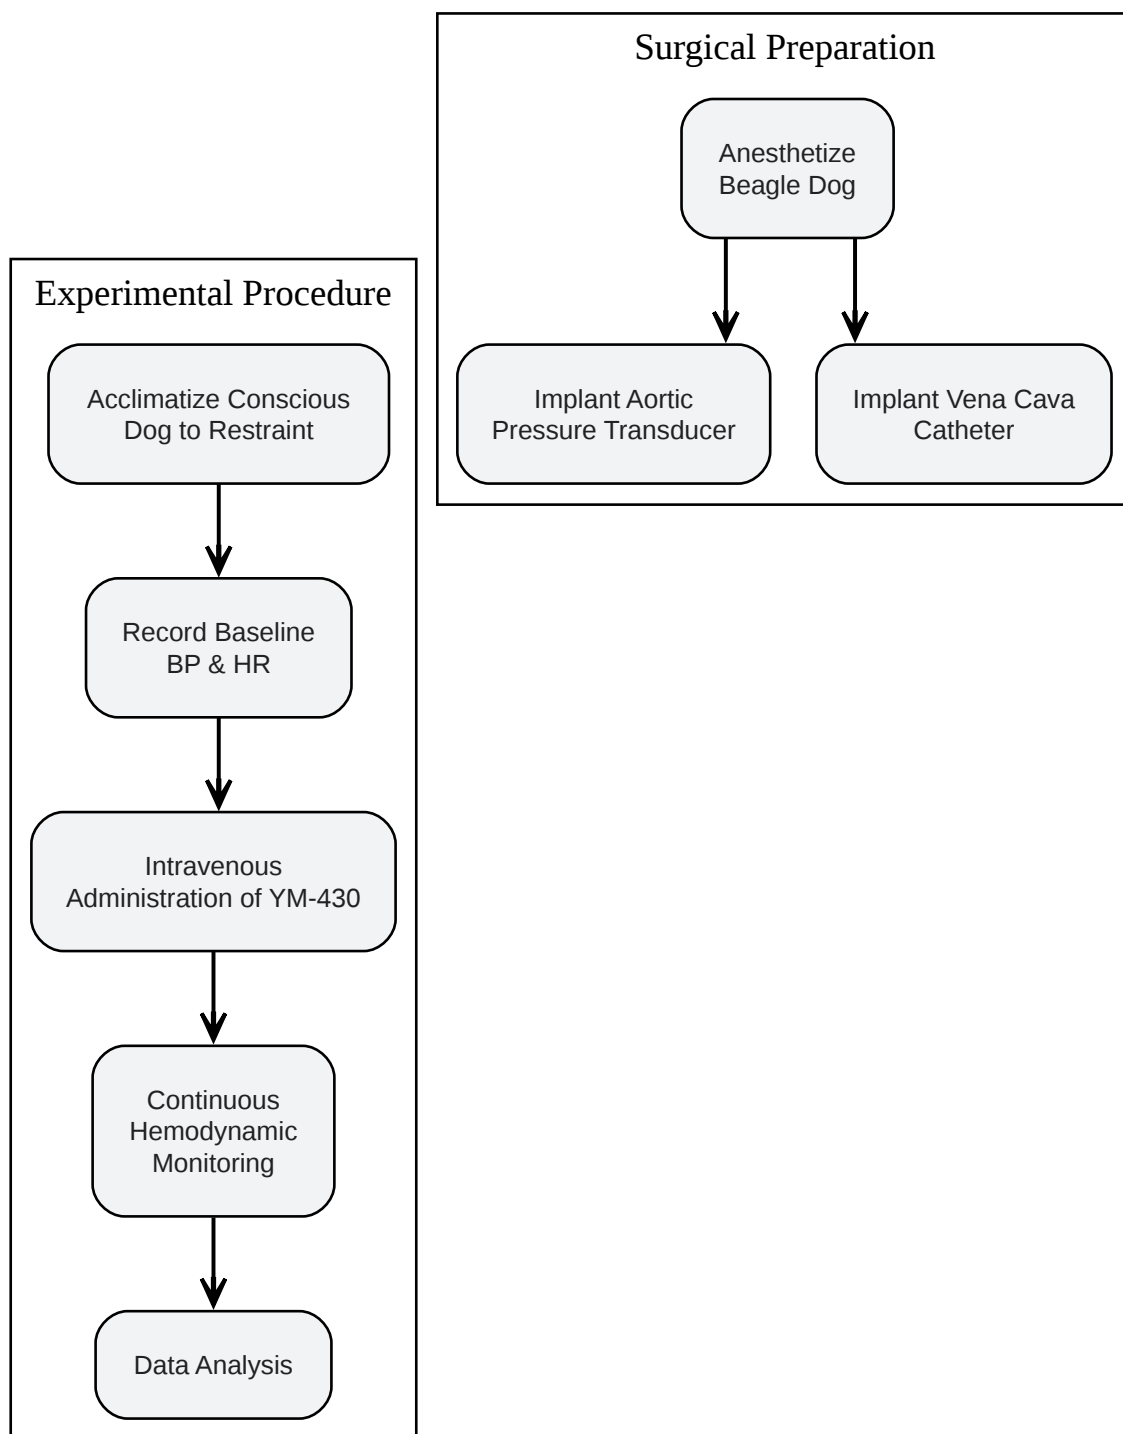 Surgical Preparation
Anesthetize
Beagle Dog
Implant Aortic
Pressure Transducer
Implant Vena Cava
Catheter
Experimental Procedure
Acclimatize Conscious
Dog to Restraint
Record Baseline
BP & HR
Intravenous
Administration of YM-430
Continuous
Hemodynamic
Monitoring
Data Analysis